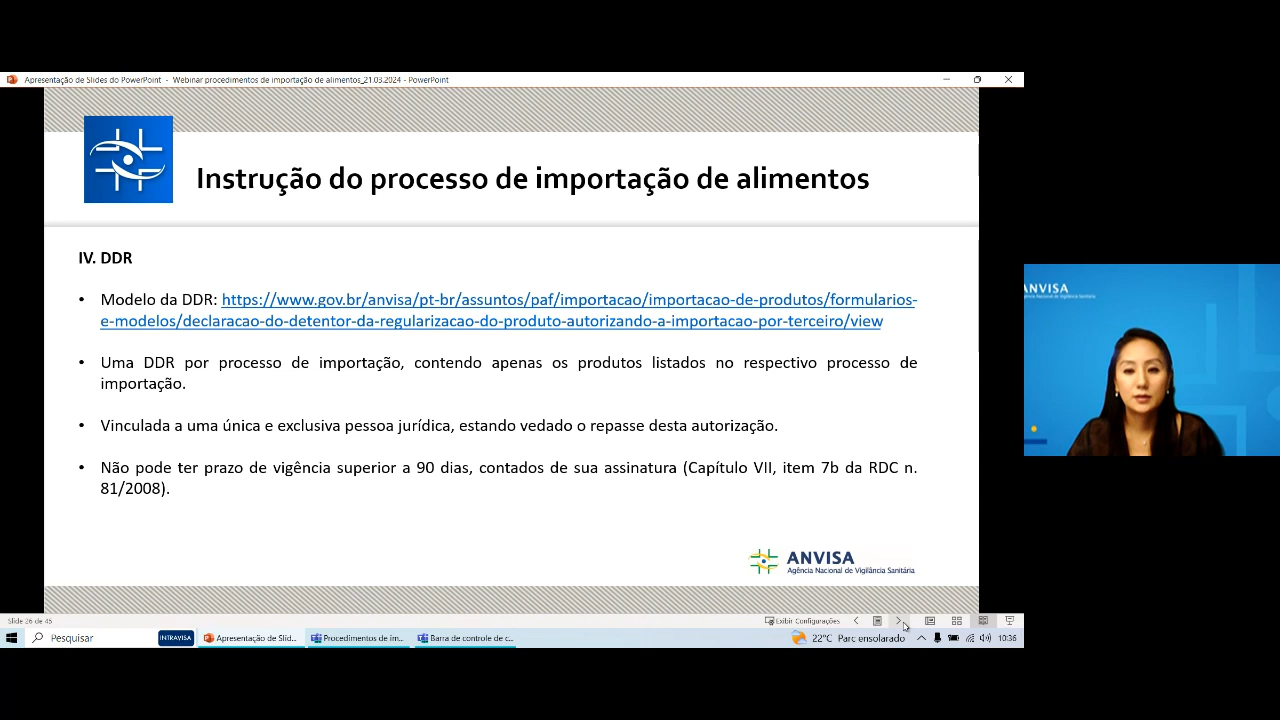 Apresentação de Slides do PowerPoint - Webinar procedimentos de importação de alimentos_21.03.2024 - PowerPoint
Instrução do processo de importação de alimentos
IV. DDR
• Modelo da DDR: https://www.gov.br/anvisa/pt-br/assuntos/paf/importacao/importacao-de-produtos/formularios-
e-modelos/declaracao-do-detentor-da-regularizacao-do-produto-autorizando-a-importacao-por-terceiro/view
• Uma DDR por processo de importação, contendo apenas os produtos listados no respectivo processo de
importação.
• Vinculada a uma única e exclusiva pessoa jurídica, estando vedado o repasse desta autorização.
• Não pode ter prazo de vigência superior a 90 dias, contados de sua assinatura (Capítulo VII, item 7b da RDC n.
81/2008).
ANVISA
Agência Nacional de Vigilância Sanitária
ANVISA
Agência Nacional de Vigilância Sanitária
Slide 26 de 45
Exibir Configurações
Pesquisar
INTRAVISA
Apresentação de Slid...
Procedimentos de im...
Barra de controle de c...
22°C Parc ensolarado
10:36